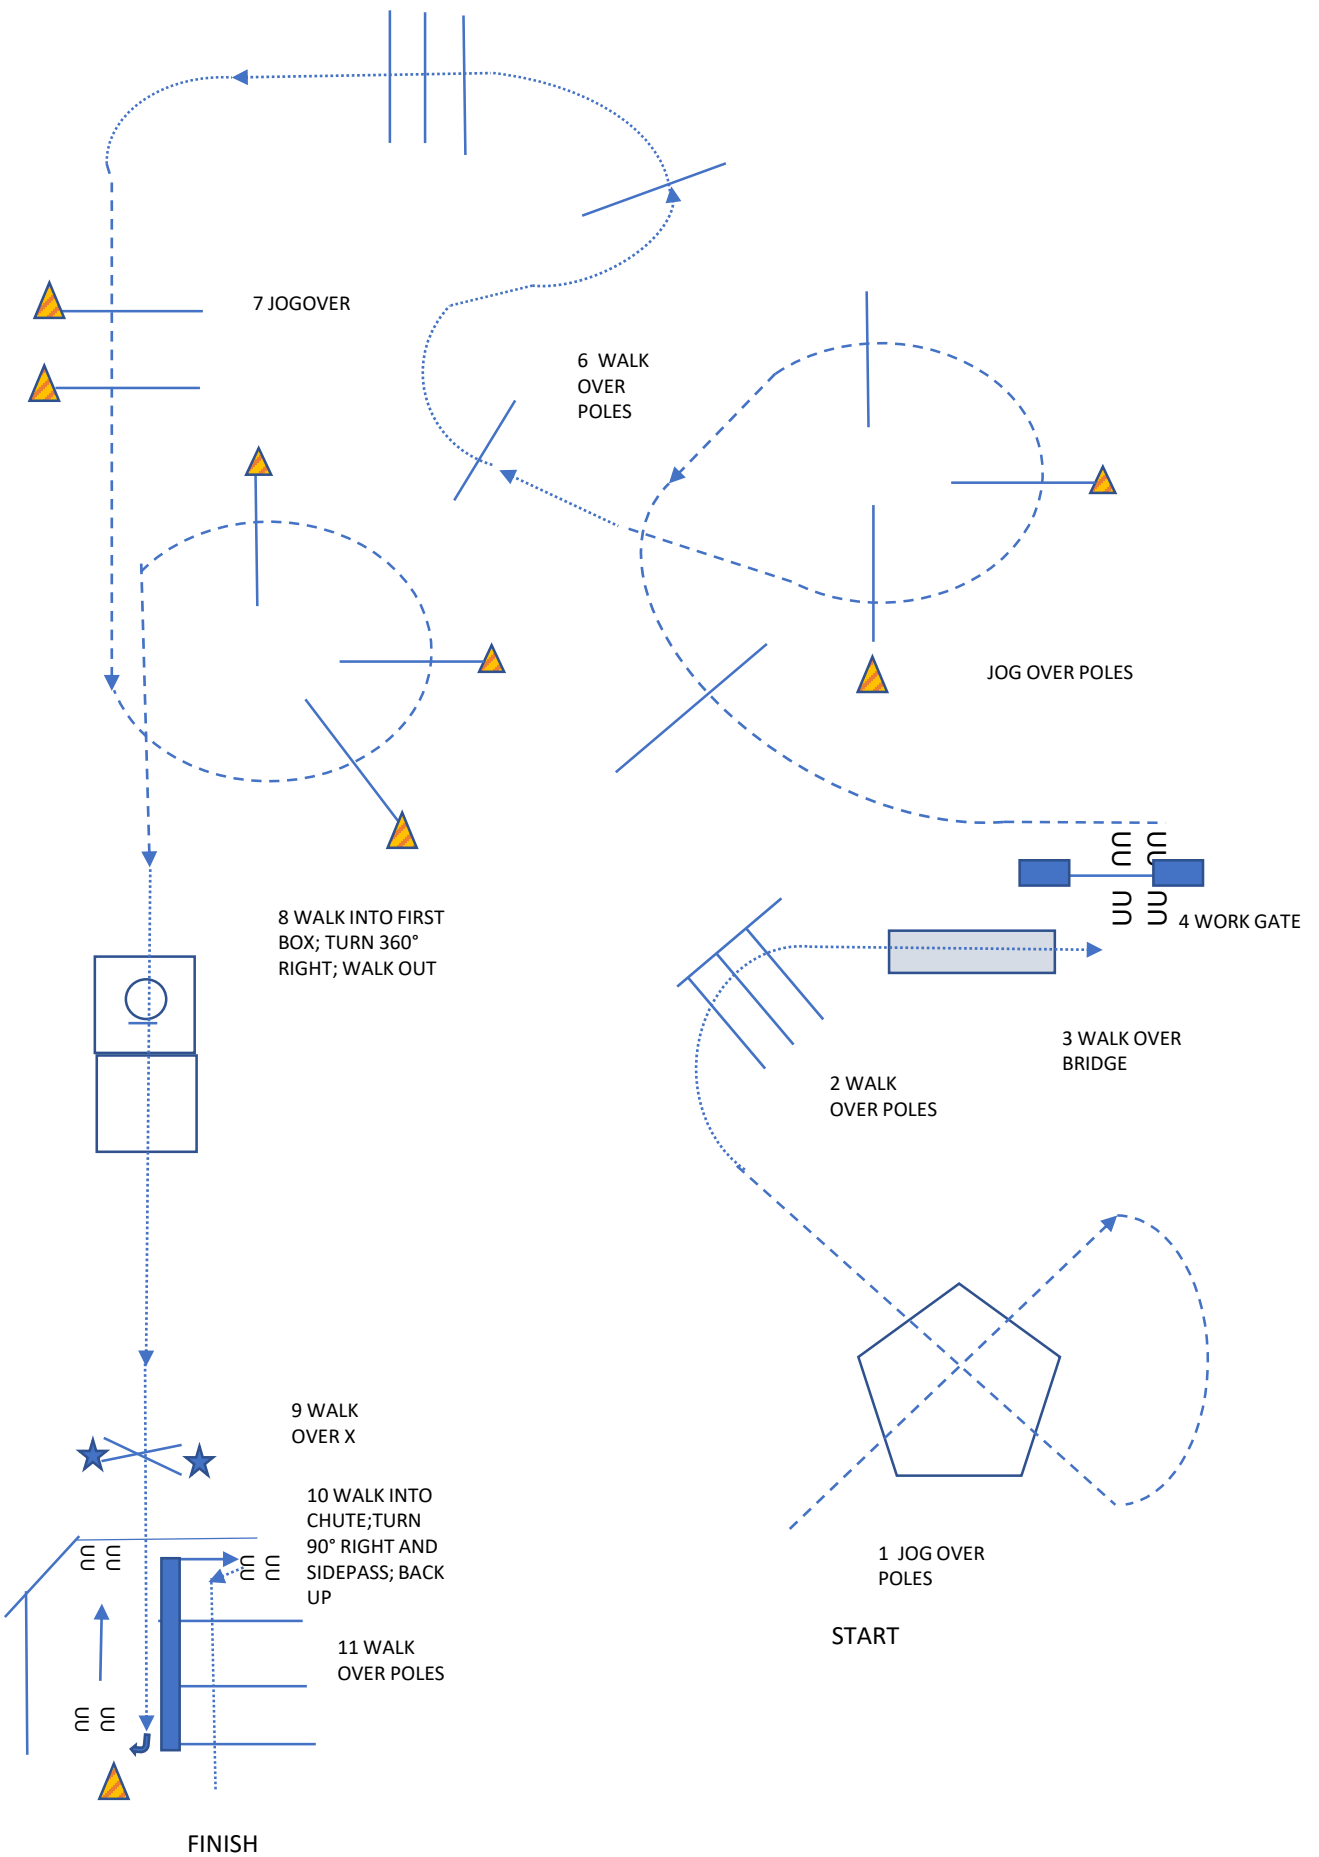 7 JOGOVER
6 WALK
OVER
POLES
JOG OVER POLES
8 WALK INTO FIRST
BOX; TURN 360°
RIGHT; WALK OUT
4 WORK GATE
3 WALK OVER
BRIDGE
2 WALK
OVER POLES
9 WALK
OVER X
10 WALK INTO
CHUTE;TURN
90° RIGHT AND
SIDEPASS; BACK
UP
1 JOG OVER
POLES
START
11 WALK
OVER POLES
FINISH